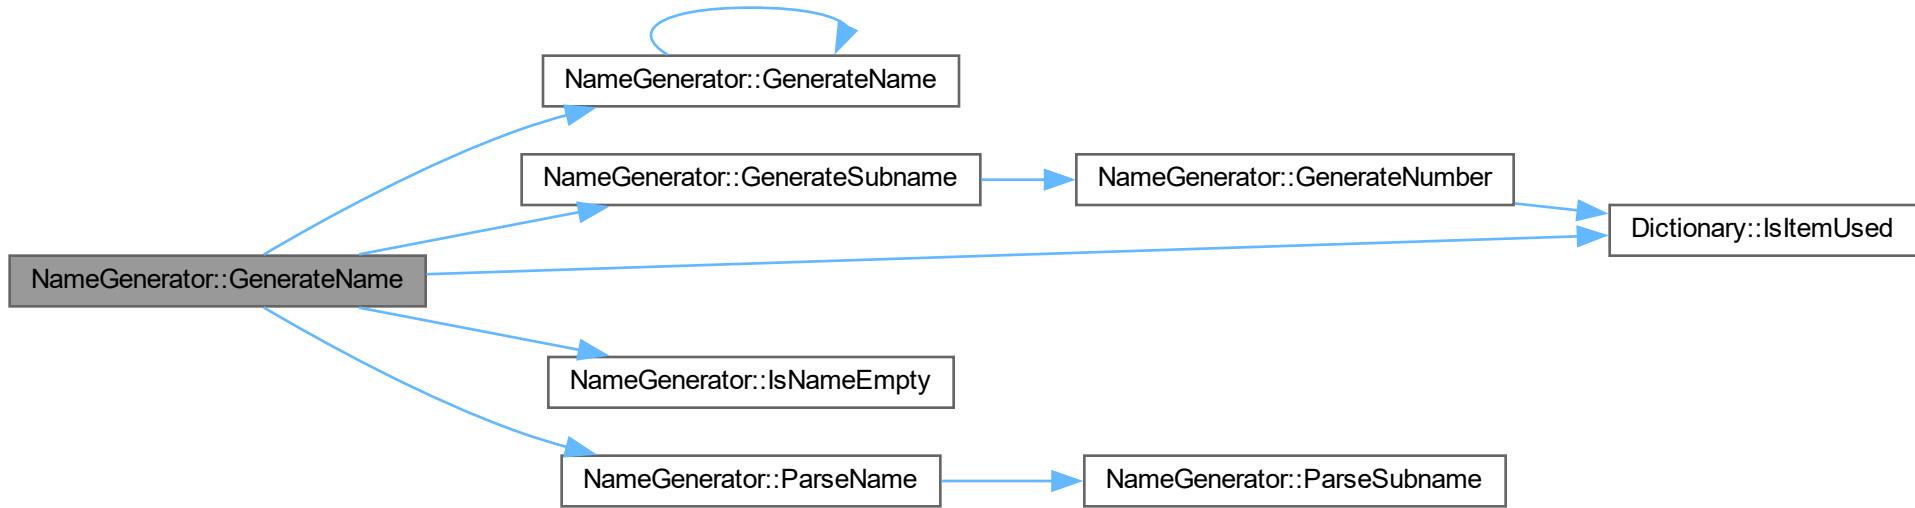 NameGenerator::GenerateName
NameGenerator::GenerateSubname
NameGenerator::GenerateNumber
Dictionary::IsItemUsed
NameGenerator::GenerateName
NameGenerator::IsNameEmpty
NameGenerator::ParseName
NameGenerator::ParseSubname